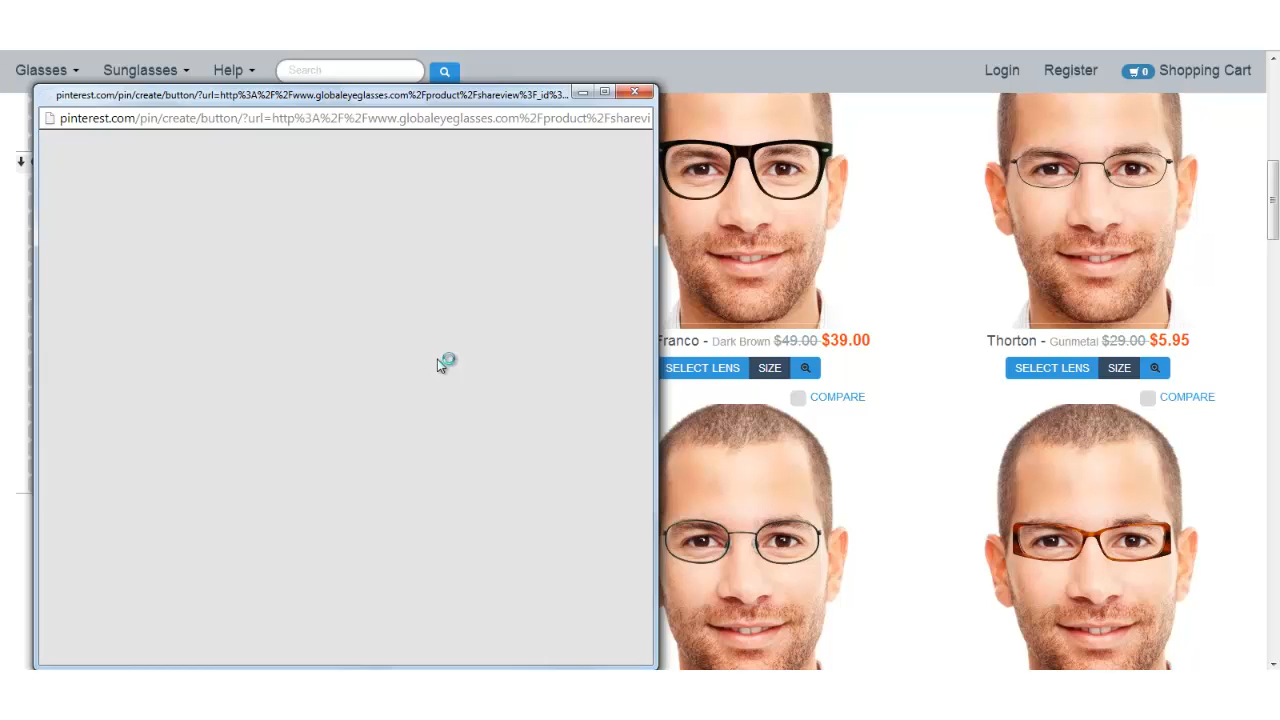 Glasses Sunglasses Help Search Login Register 0 Shopping Cart
pinterest.com/pin/create/button/?url=http%3A%2F%2Fwww.globaleyeglasses.com%2Fproduct%2Fshareview%3F_id%3...
pinterest.com/pin/create/button/?url=http%3A%2F%2Fwww.globaleyeglasses.com%2Fproduct%2Fsharevi
Franco - Dark Brown $49.00 $39.00
SELECT LENS SIZE
COMPARE
Thorton - Gunmetal $29.00 $5.95
SELECT LENS SIZE
COMPARE